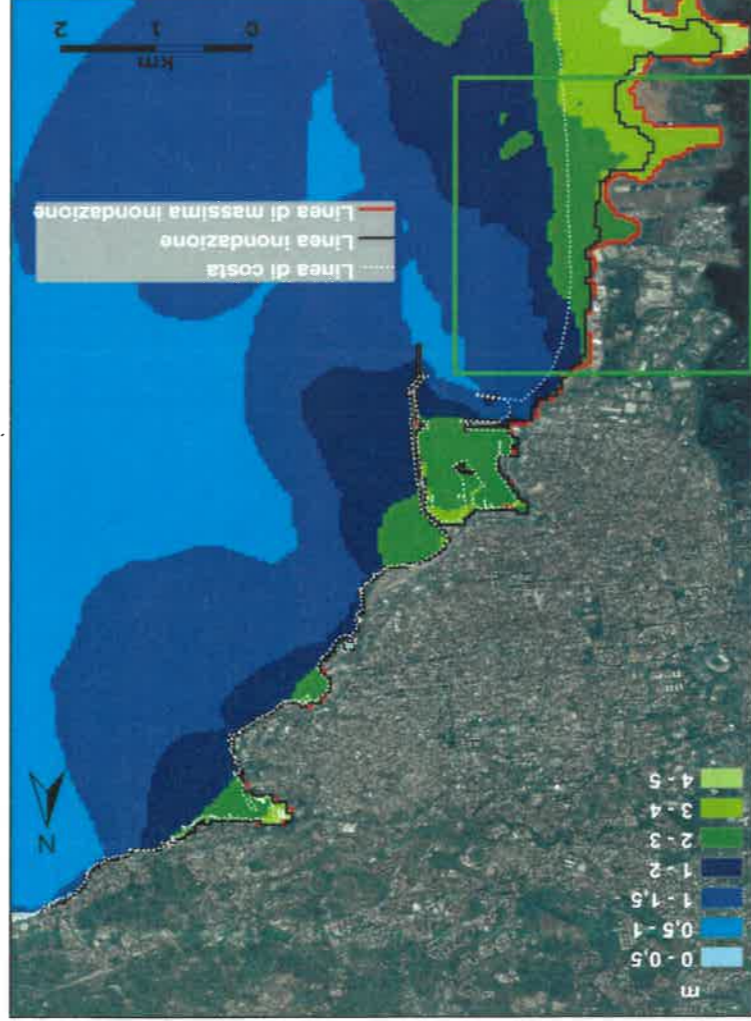 m
0 - 0,5
0,5 - 1
1 - 1,5
1 - 2
2 - 3
3 - 4
4 - 5
N
Linea di costa
Linea inondazione
Linea di massima inondazione
km
0 1 2